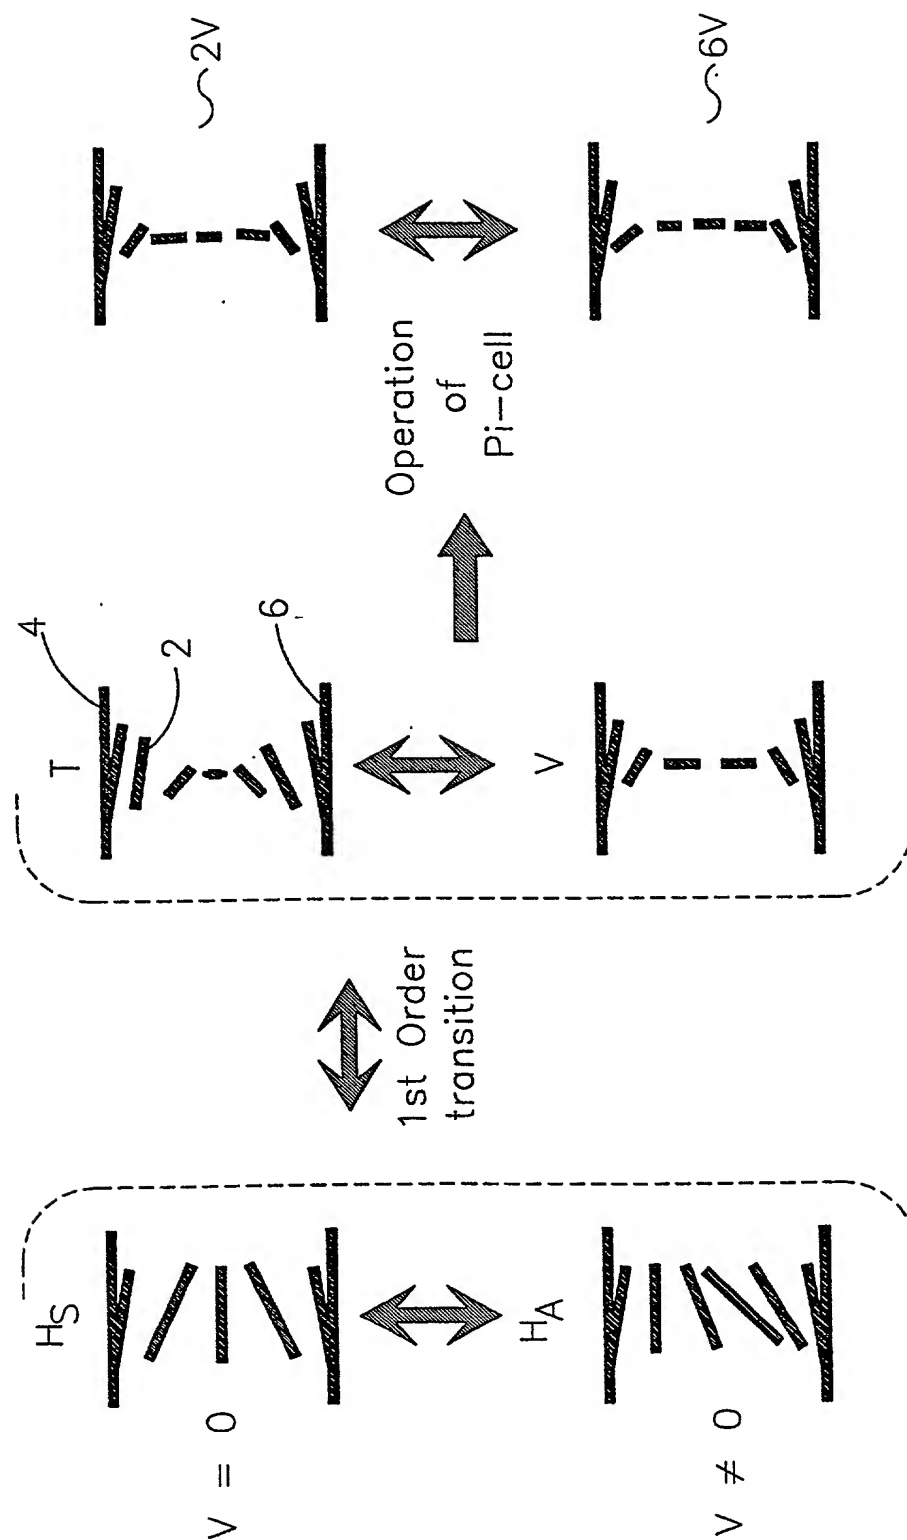 H_S
V = 0
H_A
V ≠ 0
1st Order
transition
T
4
2
6
V
Operation
of
Pi-cell
~2V
~6V